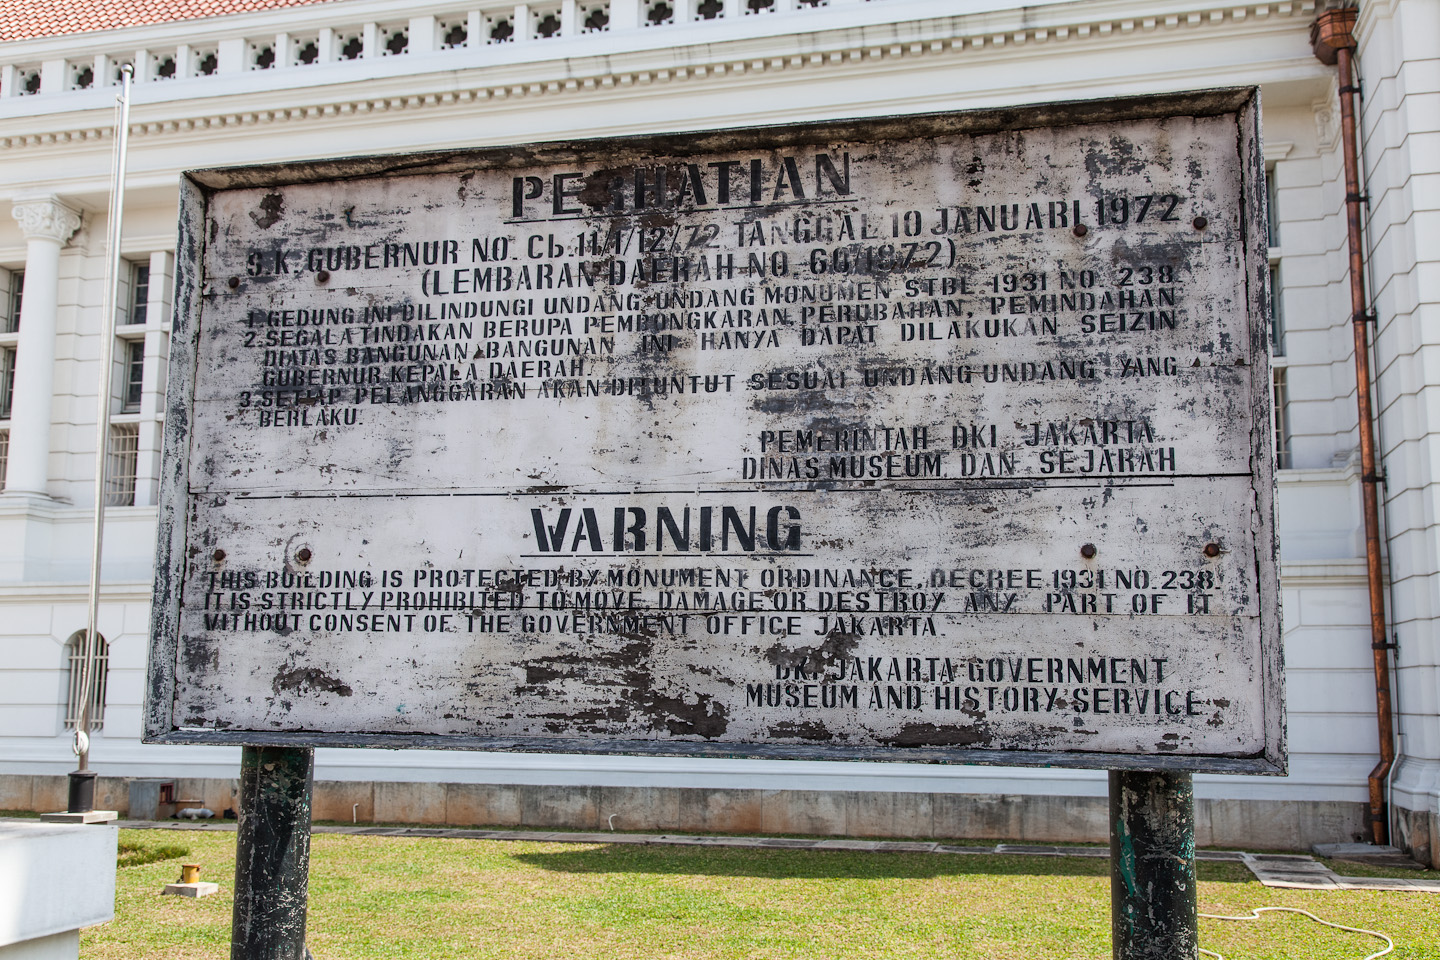 PERHATIAN
S.K. GUBERNUR NO. Cb.11/1/12/72 TANGGAL 10 JANUARI 1972
(LEMBARAN DAERAH NO 60/1972)
1. GEDUNG INI DILINDUNGI UNDANG-UNDANG MONUMEN STBL 1931 NO 238
2. SEGALA TINDAKAN BERUPA PEMBONGKARAN PERUBAHAN, PEMINDAHAN
DIATAS BANGUNAN-BANGUNAN INI HANYA DAPAT DILAKUKAN SEIZIN
GUBERNUR KEPALA DAERAH.
3. SETIAP PELANGGARAN AKAN DITUNTUT SESUAI UNDANG UNDANG YANG
BERLAKU.
PEMERINTAH DKI JAKARTA
DINAS MUSEUM DAN SEJARAH
WARNING
THIS BUILDING IS PROTECTED BY MONUMENT ORDINANCE, DECREE 1931 NO. 238
IT IS STRICTLY PROHIBITED TO MOVE DAMAGE OR DESTROY ANY PART OF IT
WITHOUT CONSENT OF THE GOVERNMENT OFFICE JAKARTA.
DKI JAKARTA GOVERNMENT
MUSEUM AND HISTORY SERVICE